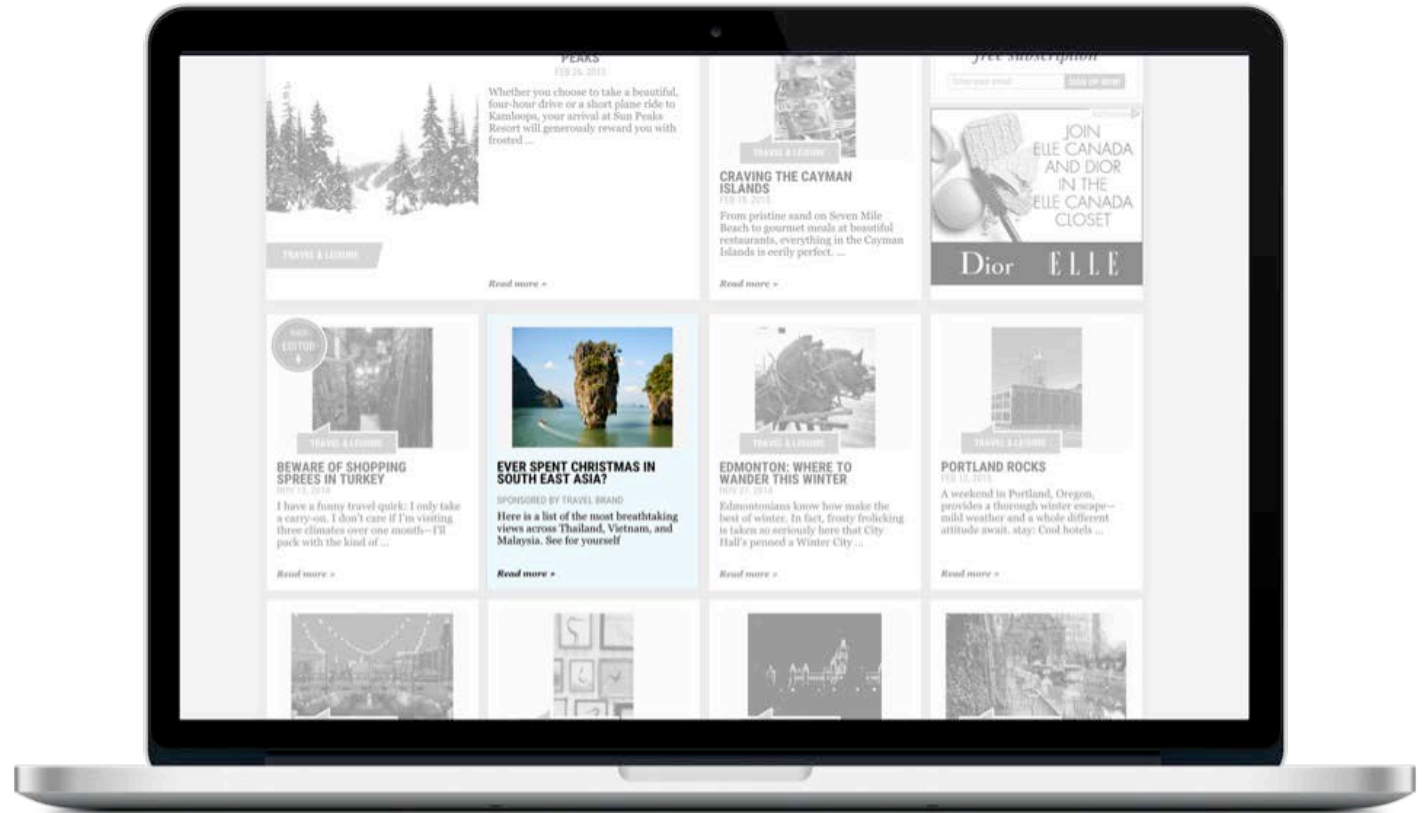 PEAKS
FEB 26, 2015
Whether you choose to take a beautiful,
four-hour drive or a short plane ride to
Kamloops, your arrival at Sun Peaks
Resort will generously reward you with
frosted ...
TRAVEL & LEISURE
Read more »
TRAVEL & LEISURE
CRAVING THE CAYMAN
ISLANDS
FEB 19, 2015
From pristine sand on Seven Mile
Beach to gourmet meals at beautiful
restaurants, everything in the Cayman
Islands is eerily perfect. ...
Read more »
free subscription
Enter your email
SIGN UP NOW!
JOIN
ELLE CANADA
AND DIOR
IN THE
ELLE CANADA
CLOSET
Dior ELLE
EDITOR
TRAVEL & LEISURE
BEWARE OF SHOPPING
SPREES IN TURKEY
NOV 13, 2014
I have a funny travel quirk: I only take
a carry-on. I don't care if I'm visiting
three climates over one month—I'll
pack with the kind of ...
Read more »
EVER SPENT CHRISTMAS IN
SOUTH EAST ASIA?
SPONSORED BY TRAVEL BRAND
Here is a list of the most breathtaking
views across Thailand, Vietnam, and
Malaysia. See for yourself
Read more »
TRAVEL & LEISURE
EDMONTON: WHERE TO
WANDER THIS WINTER
NOV 27, 2014
Edmontonians know how make the
best of winter. In fact, frosty frolicking
is taken so seriously here that City
Hall's penned a Winter City ...
Read more »
TRAVEL & LEISURE
PORTLAND ROCKS
FEB 12, 2015
A weekend in Portland, Oregon,
provides a thorough winter escape—
mild weather and a whole different
attitude await. stay: Cool hotels ...
Read more »